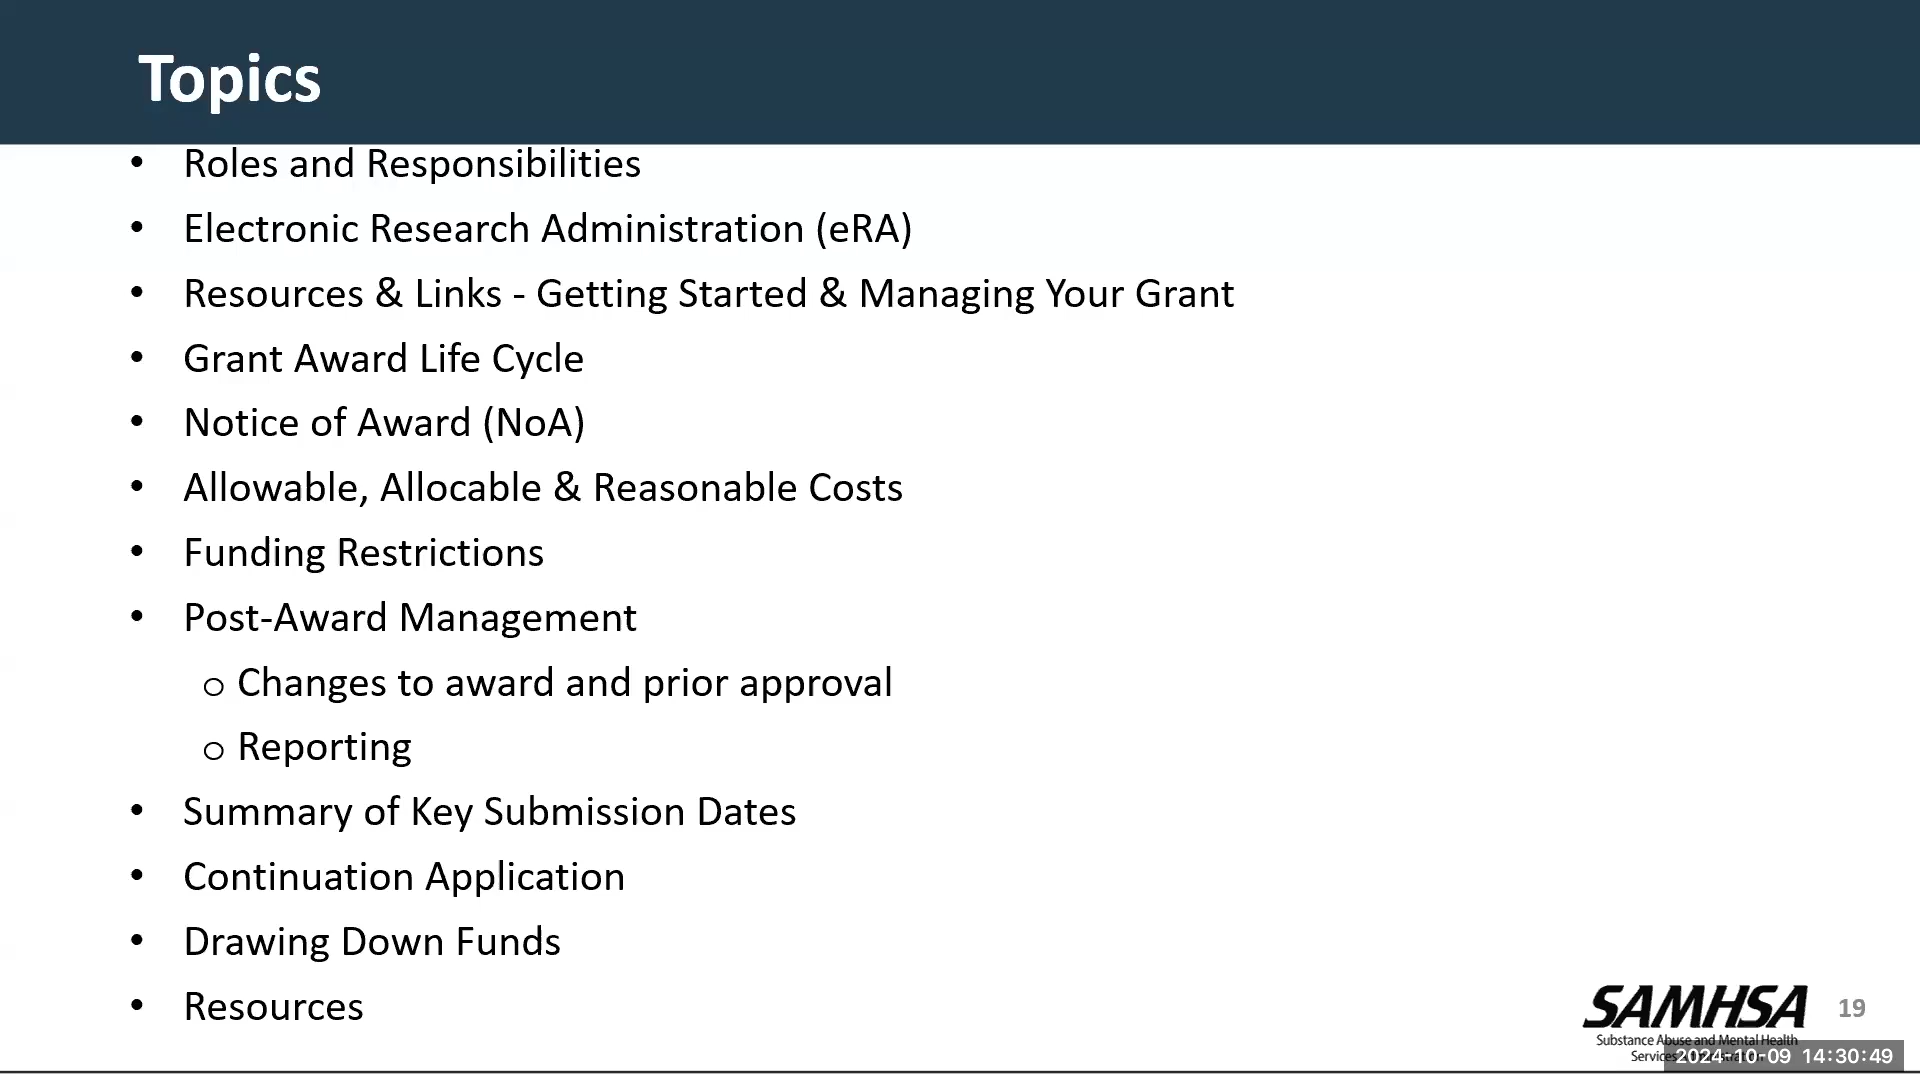 Topics
• Roles and Responsibilities
• Electronic Research Administration (eRA)
• Resources & Links - Getting Started & Managing Your Grant
• Grant Award Life Cycle
• Notice of Award (NoA)
• Allowable, Allocable & Reasonable Costs
• Funding Restrictions
• Post-Award Management
o Changes to award and prior approval
o Reporting
• Summary of Key Submission Dates
• Continuation Application
• Drawing Down Funds
• Resources
SAMHSA
19
Substance Abuse and Mental Health
Services
2024-10-09 14:30:49